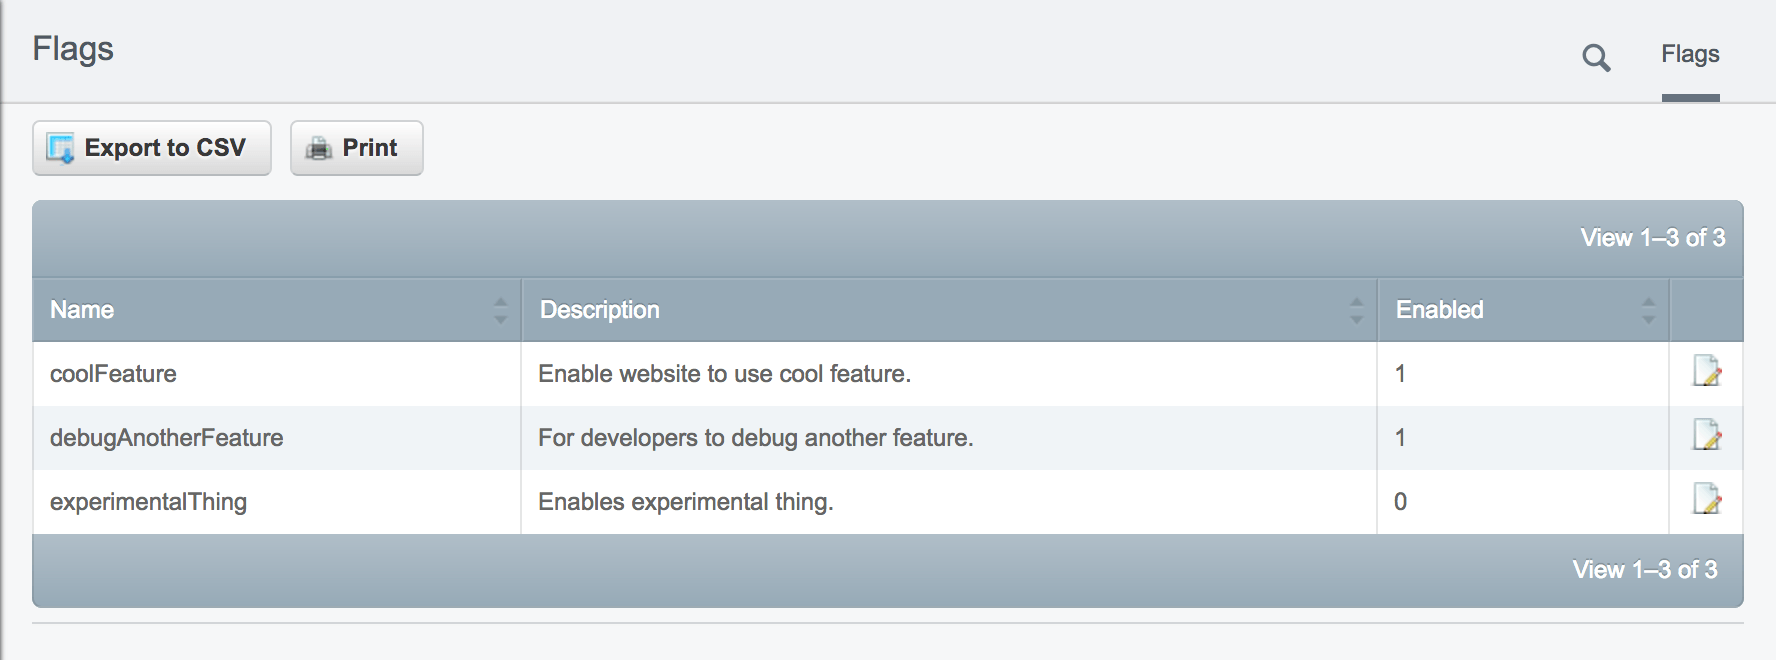 Flags
Flags
Export to CSV Print
View 1–3 of 3
Name Description Enabled
coolFeature Enable website to use cool feature. 1
debugAnotherFeature For developers to debug another feature. 1
experimentalThing Enables experimental thing. 0
View 1–3 of 3